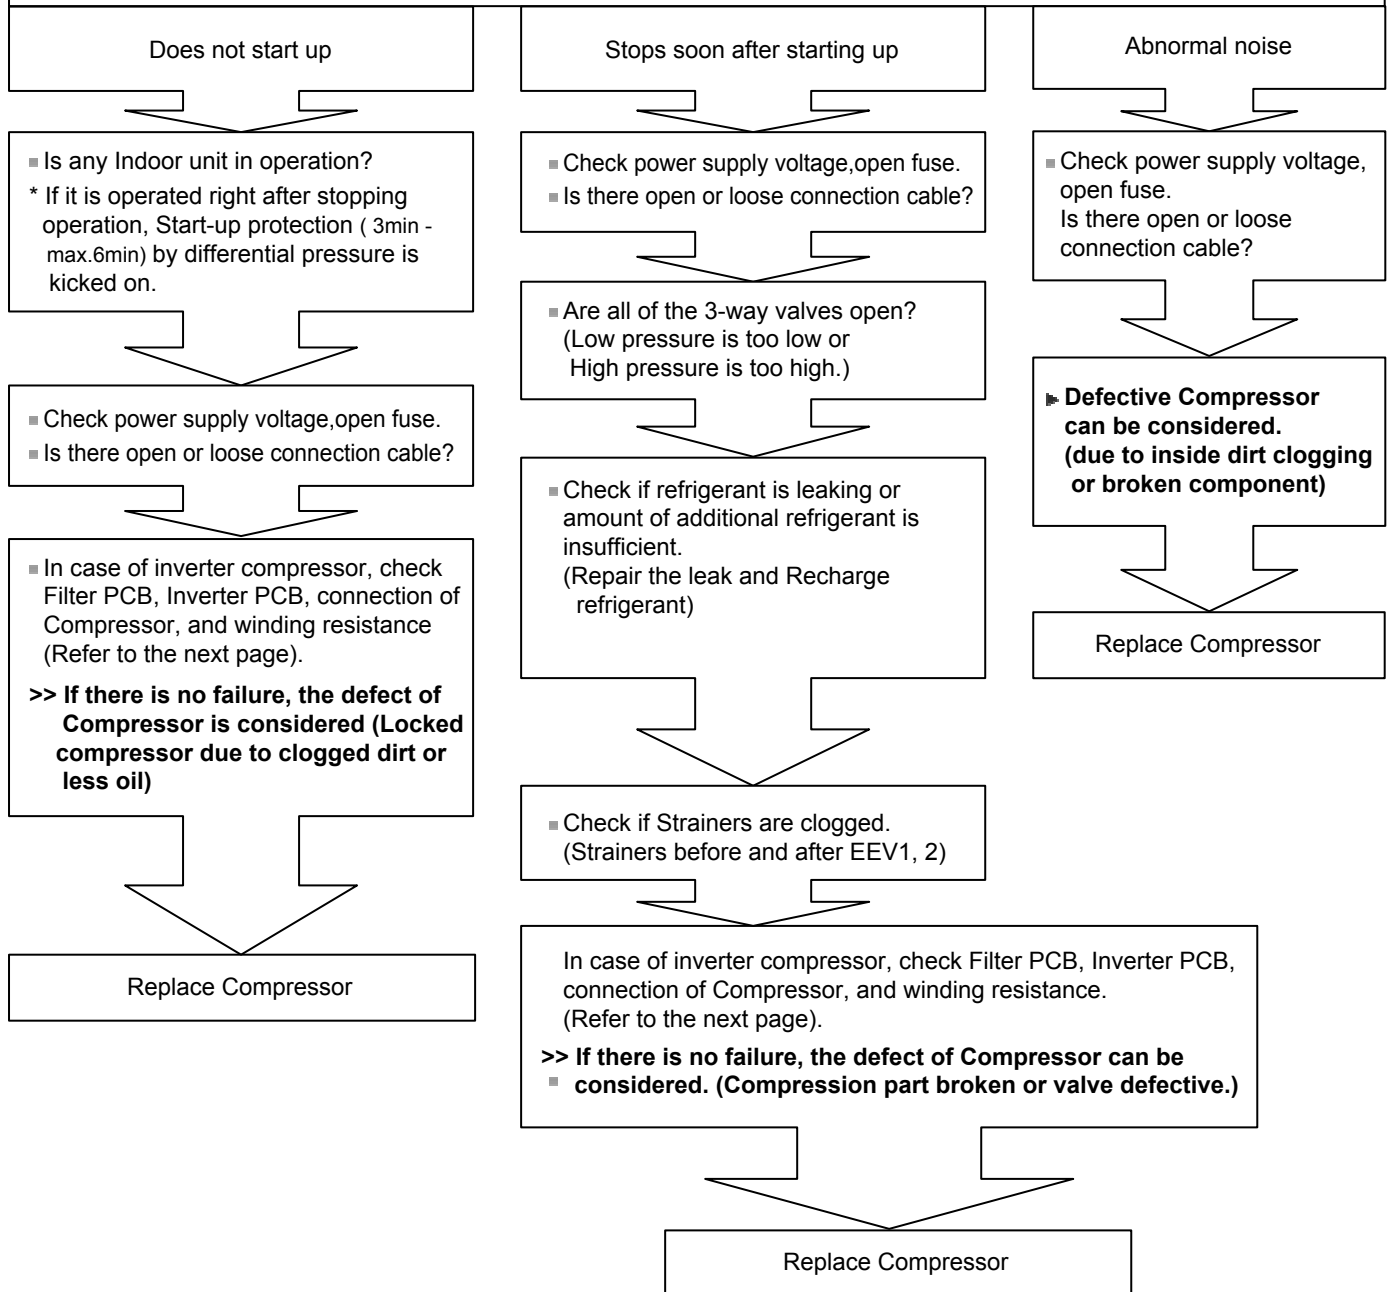 Does not start up
■ Is any Indoor unit in operation?
* If it is operated right after stopping
operation, Start-up protection ( 3min -
max.6min) by differential pressure is
kicked on.
■ Check power supply voltage,open fuse.
■ Is there open or loose connection cable?
■ In case of inverter compressor, check
Filter PCB, Inverter PCB, connection of
Compressor, and winding resistance
(Refer to the next page).
>> If there is no failure, the defect of
Compressor is considered (Locked
compressor due to clogged dirt or
less oil)
Replace Compressor
Stops soon after starting up
■ Check power supply voltage,open fuse.
■ Is there open or loose connection cable?
■ Are all of the 3-way valves open?
(Low pressure is too low or
High pressure is too high.)
■ Check if refrigerant is leaking or
amount of additional refrigerant is
insufficient.
(Repair the leak and Recharge
refrigerant)
■ Check if Strainers are clogged.
(Strainers before and after EEV1, 2)
In case of inverter compressor, check Filter PCB, Inverter PCB,
connection of Compressor, and winding resistance.
(Refer to the next page).
>> If there is no failure, the defect of Compressor can be
■ considered. (Compression part broken or valve defective.)
Replace Compressor
Abnormal noise
■ Check power supply voltage,
open fuse.
Is there open or loose
connection cable?
► Defective Compressor
can be considered.
(due to inside dirt clogging
or broken component)
Replace Compressor